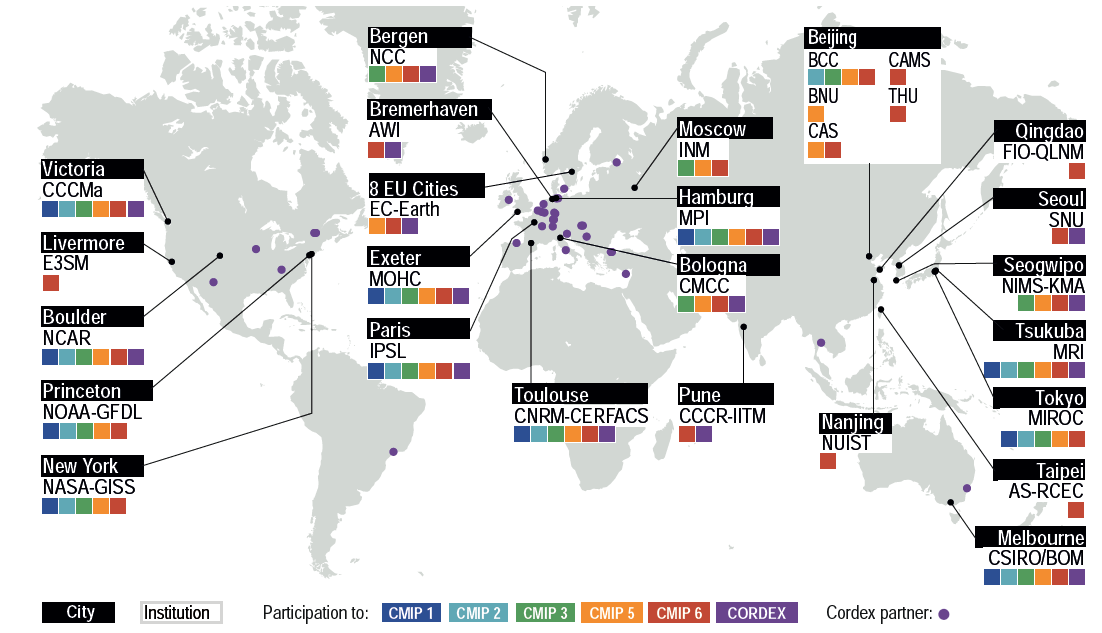 Bergen
NCC
Bremerhaven
AWI
8 EU Cities
EC-Earth
Exeter
MOHC
Paris
IPSL
Victoria
CCCMa
Livermore
E3SM
Boulder
NCAR
Princeton
NOAA-GFDL
New York
NASA-GISS
Toulouse
CNRM-CERFACS
Moscow
INM
Hamburg
MPI
Bologna
CMCC
Pune
CCCR-IITM
Beijing
BCC CAMS
BNU THU
CAS
Nanjing
NUIST
Qingdao
FIO-QLNM
Seoul
SNU
Seogwipo
NIMS-KMA
Tsukuba
MRI
Tokyo
MIROC
Taipei
AS-RCEC
Melbourne
CSIRO/BOM
City Institution Participation to: CMIP 1 CMIP 2 CMIP 3 CMIP 5 CMIP 6 CORDEX Cordex partner: